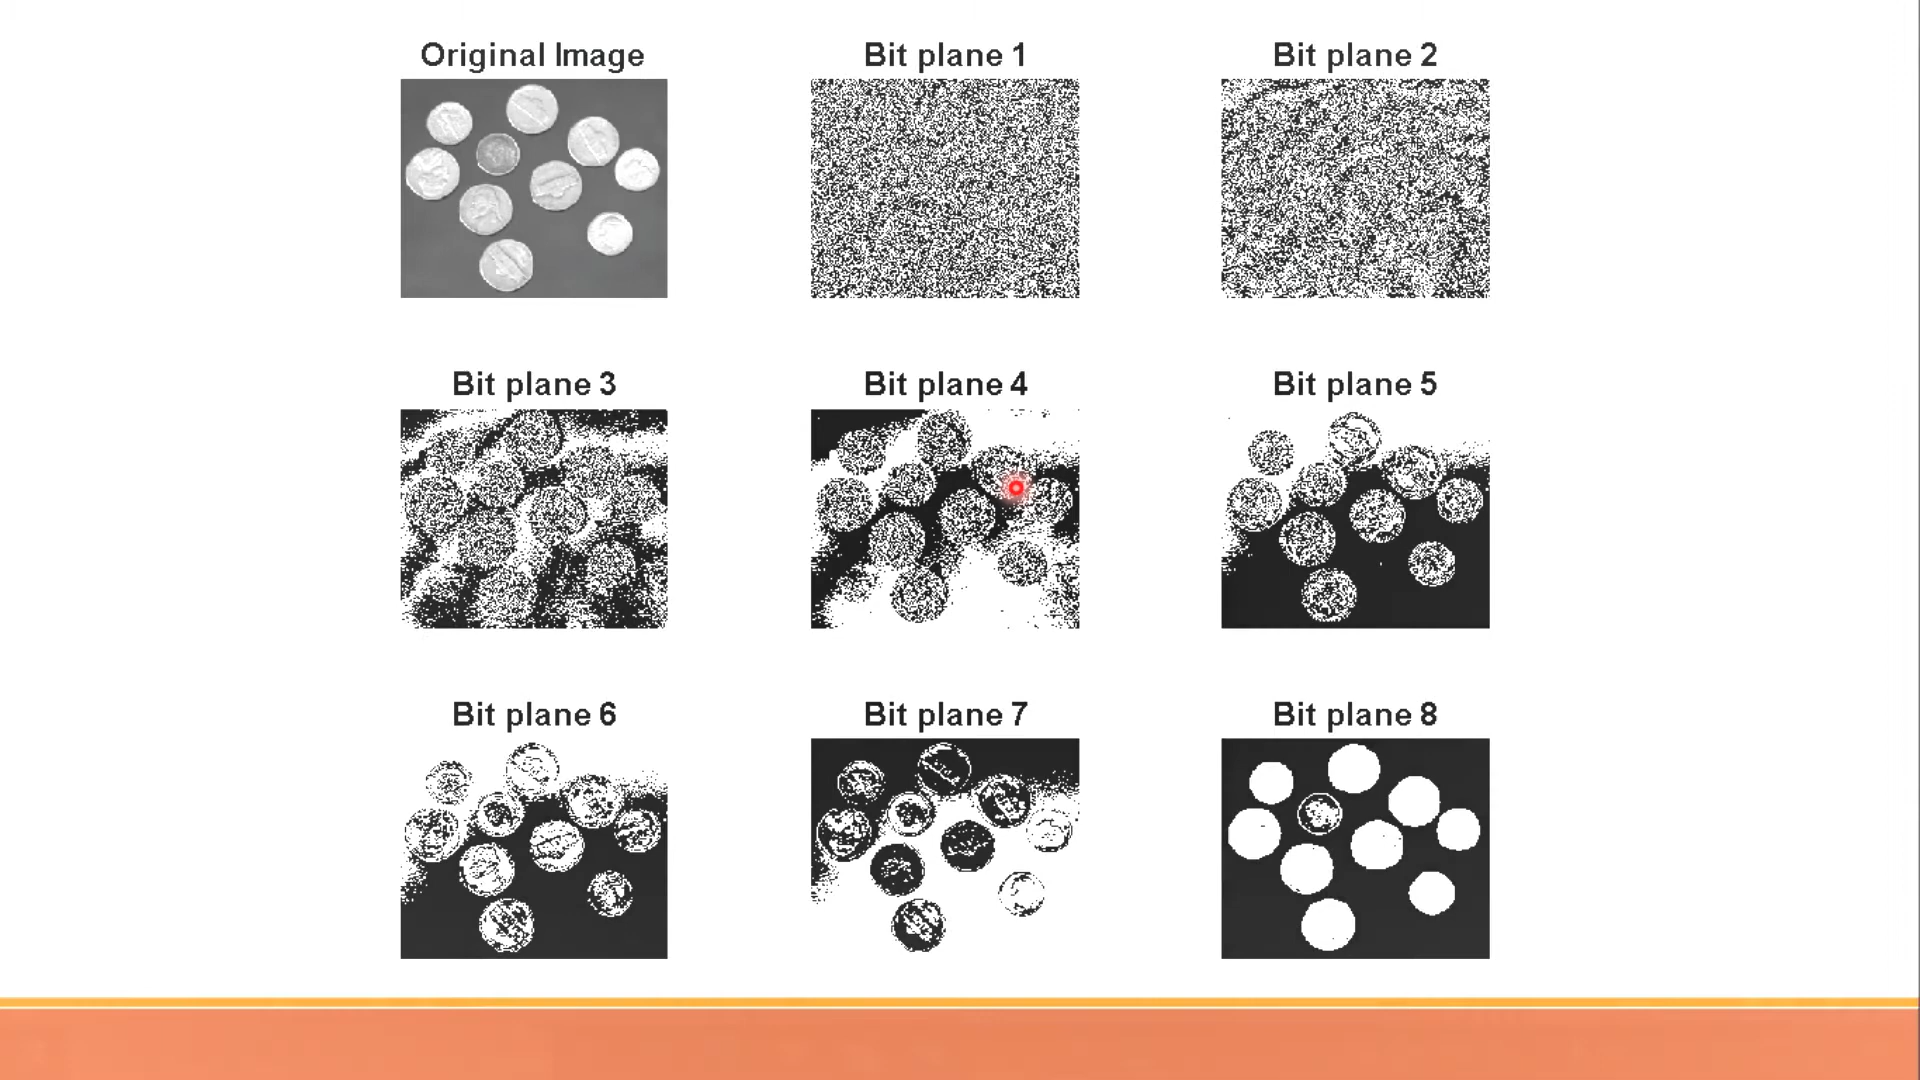 Original Image
Bit plane 1
Bit plane 2
Bit plane 3
Bit plane 4
Bit plane 5
Bit plane 6
Bit plane 7
Bit plane 8